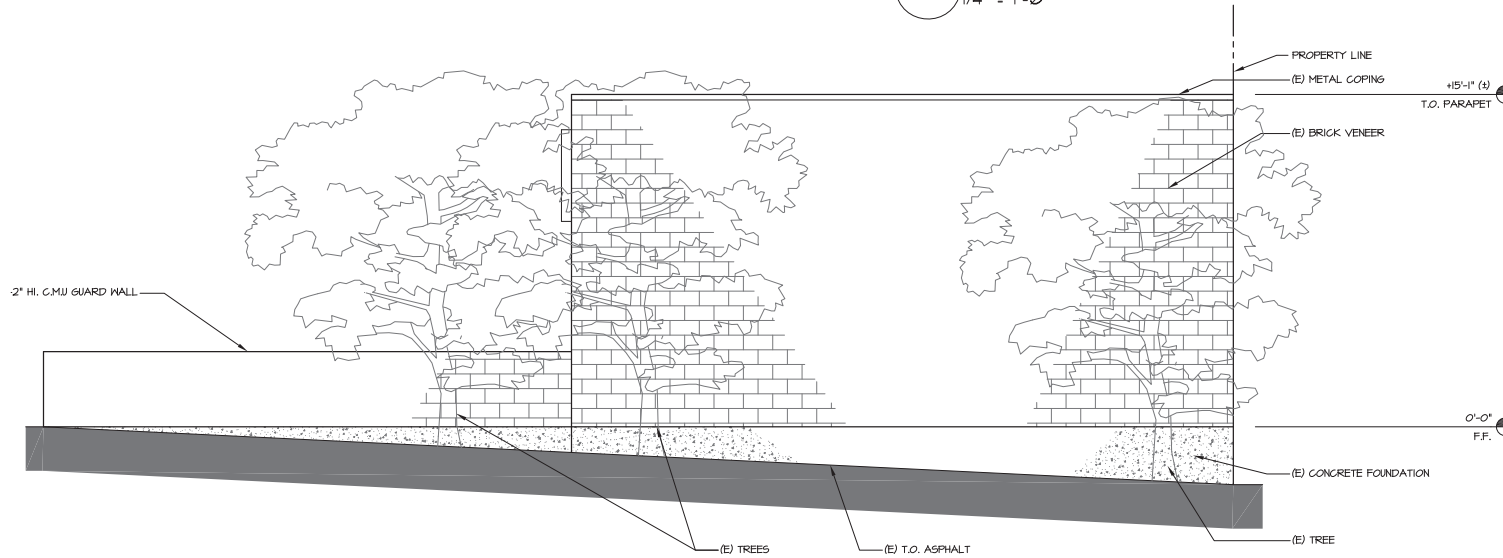 PROPERTY LINE
(E) METAL COPING
+15'-1" (±)
T.O. PARAPET
(E) BRICK VENEER
-2" HI. C.M.U GUARD WALL
0'-0"
F.F.
(E) CONCRETE FOUNDATION
(E) TREE
(E) TREES
(E) T.O. ASPHALT